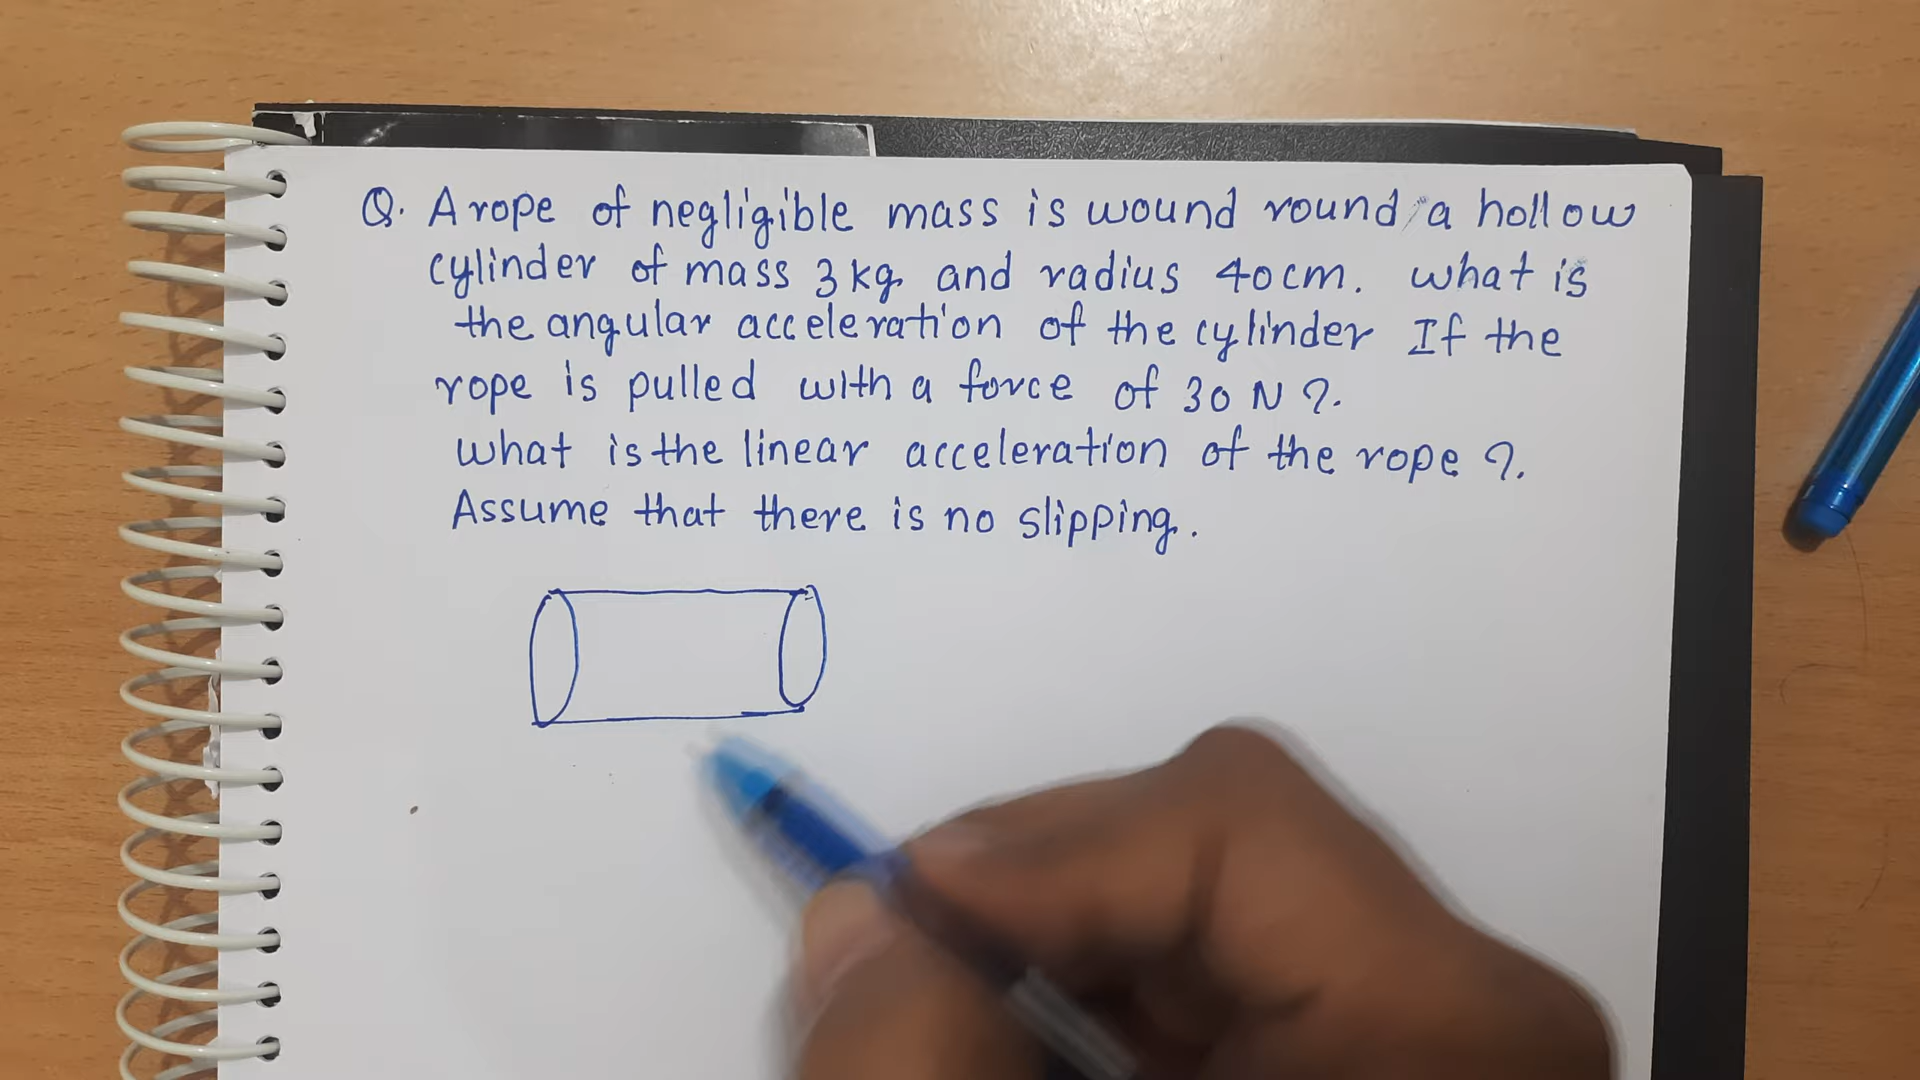 Q. A rope of negligible mass is wound round a hollow
cylinder of mass 3 kg and radius 40 cm. what is
the angular acceleration of the cylinder If the
rope is pulled with a force of 30 N ?.
what is the linear acceleration of the rope ?.
Assume that there is no slipping.